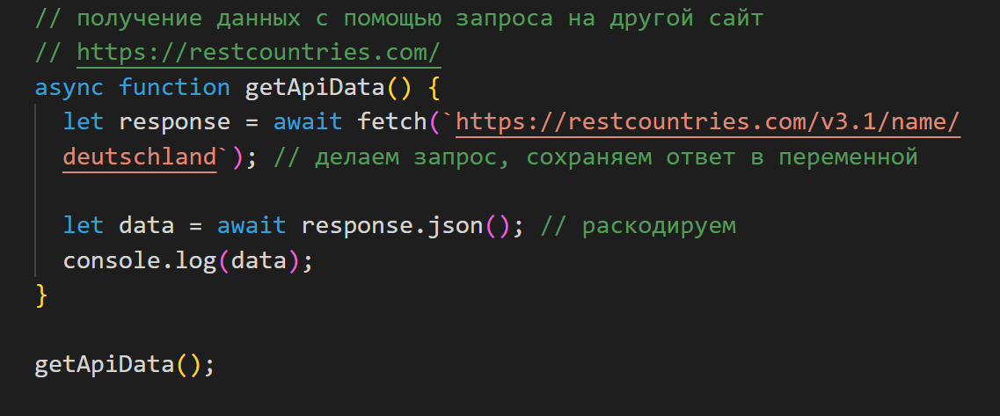 // получение данных с помощью запроса на другой сайт
// https://restcountries.com/
async function getApiData() {
let response = await fetch(`https://restcountries.com/v3.1/name/
deutschland`); // делаем запрос, сохраняем ответ в переменной
let data = await response.json(); // раскодируем
console.log(data);
}
getApiData();